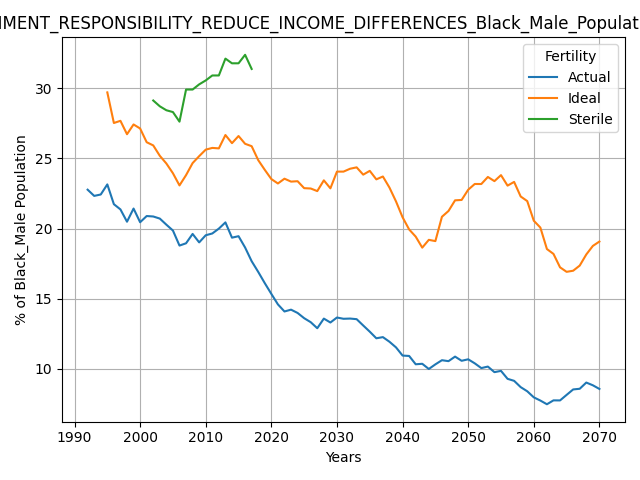 NMENT_RESPONSIBILITY_REDUCE_INCOME_DIFFERENCES_Black_Male_Populat
Fertility
Actual
Ideal
Sterile
% of Black_Male Population
30
25
20
15
10
1990 2000 2010 2020 2030 2040 2050 2060 2070
Years